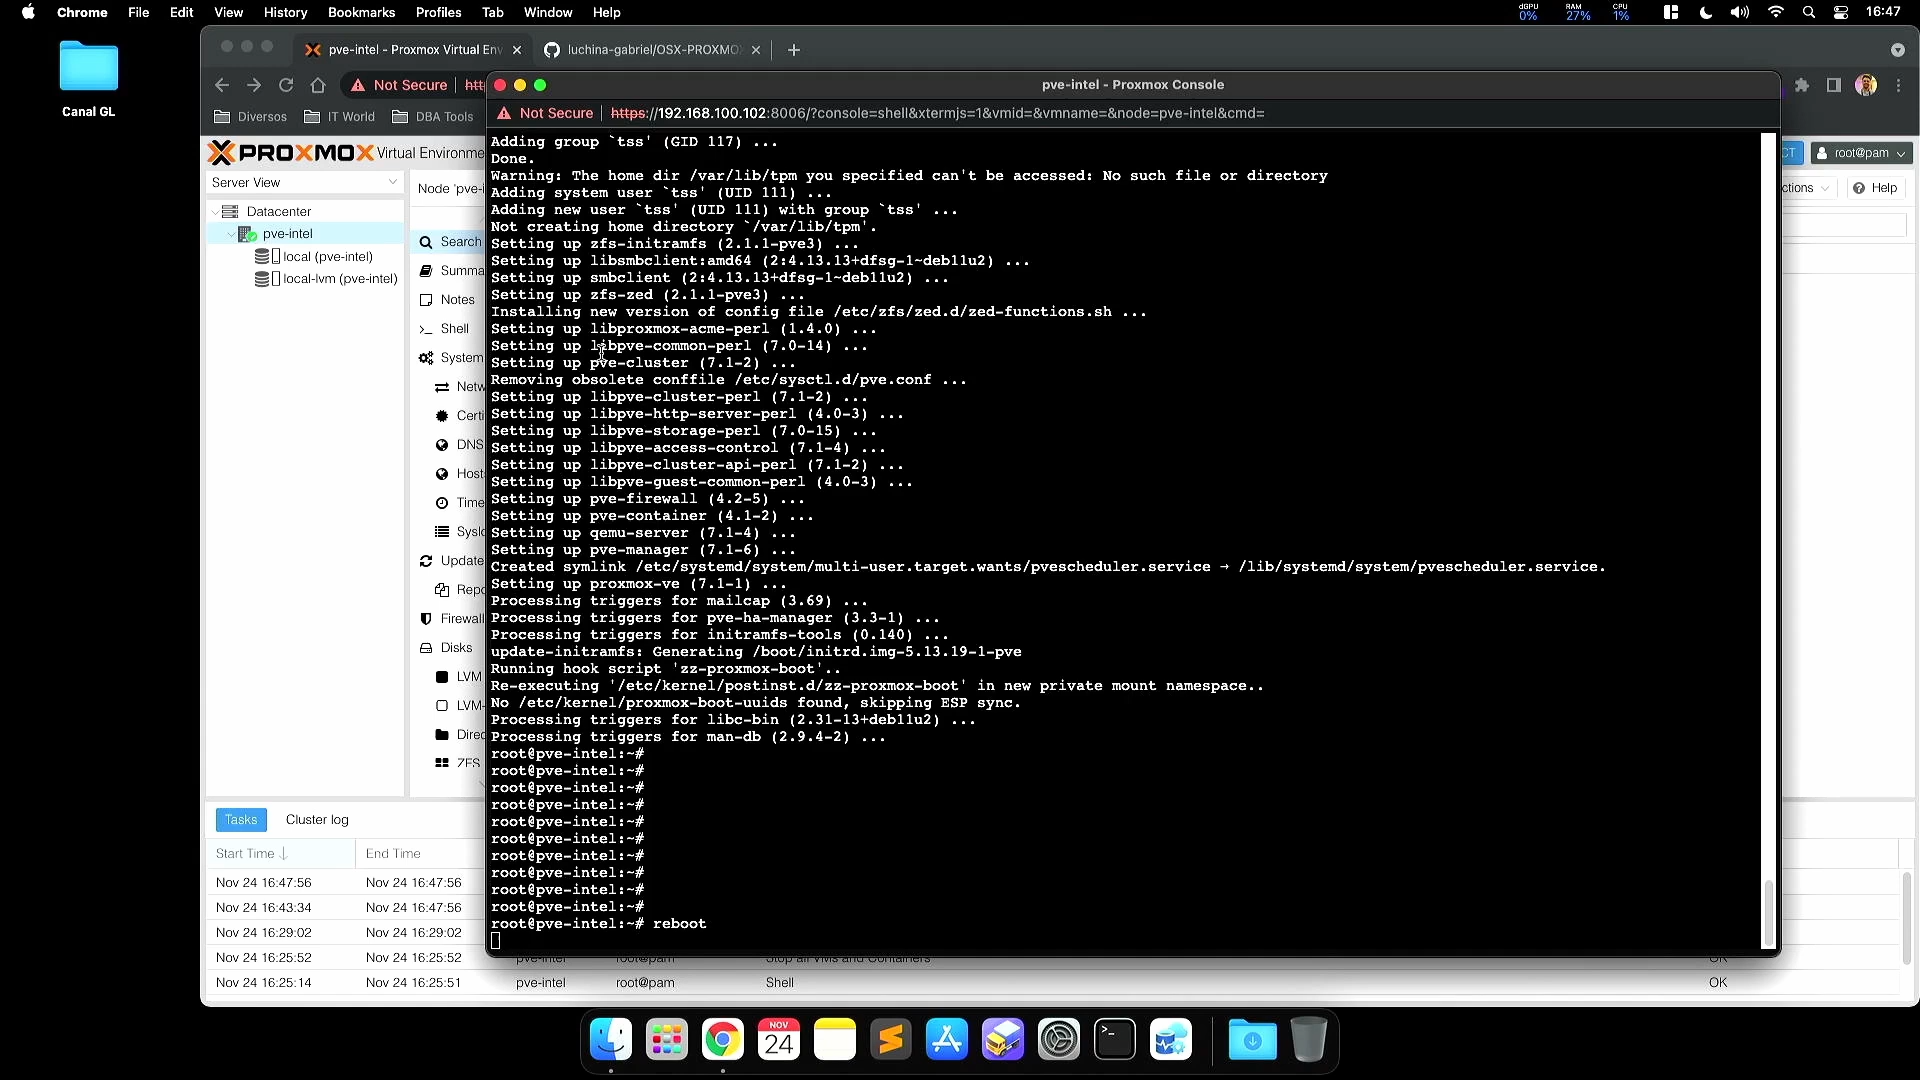 Chrome File Edit View History Bookmarks Profiles Tab Window Help
dGPU 0% RAM 27% CPU 1% 16:47
Canal GL
pve-intel - Proxmox Virtual Env
luchina-gabriel/OSX-PROXMO
Not Secure
Diversos IT World DBA Tools
pve-intel - Proxmox Console
Not Secure https://192.168.100.102:8006/?console=shell&xtermjs=1&vmid=&vmname=&node=pve-intel&cmd=
PROXMOX Virtual Environme
root@pam
Server View
Node 'pve-i
Help
Datacenter
pve-intel
local (pve-intel)
local-lvm (pve-intel)
Search
Summa
Notes
Shell
System
Netw
Certi
DNS
Hosts
Time
Syslo
Update
Repo
Firewall
Disks
LVM
LVM-
Direc
ZFS
Adding group `tss' (GID 117) ...
Done.
Warning: The home dir /var/lib/tpm you specified can't be accessed: No such file or directory
Adding system user `tss' (UID 111) ...
Adding new user `tss' (UID 111) with group `tss' ...
Not creating home directory `/var/lib/tpm'.
Setting up zfs-initramfs (2.1.1-pve3) ...
Setting up libsmbclient:amd64 (2:4.13.13+dfsg-1~deb11u2) ...
Setting up smbclient (2:4.13.13+dfsg-1~deb11u2) ...
Setting up zfs-zed (2.1.1-pve3) ...
Installing new version of config file /etc/zfs/zed.d/zed-functions.sh ...
Setting up libproxmox-acme-perl (1.4.0) ...
Setting up libpve-common-perl (7.0-14) ...
Setting up pve-cluster (7.1-2) ...
Removing obsolete conffile /etc/sysctl.d/pve.conf ...
Setting up libpve-cluster-perl (7.1-2) ...
Setting up libpve-http-server-perl (4.0-3) ...
Setting up libpve-storage-perl (7.0-15) ...
Setting up libpve-access-control (7.1-4) ...
Setting up libpve-cluster-api-perl (7.1-2) ...
Setting up libpve-guest-common-perl (4.0-3) ...
Setting up pve-firewall (4.2-5) ...
Setting up pve-container (4.1-2) ...
Setting up qemu-server (7.1-4) ...
Setting up pve-manager (7.1-6) ...
Created symlink /etc/systemd/system/multi-user.target.wants/pvescheduler.service → /lib/systemd/system/pvescheduler.service.
Setting up proxmox-ve (7.1-1) ...
Processing triggers for mailcap (3.69) ...
Processing triggers for pve-ha-manager (3.3-1) ...
Processing triggers for initramfs-tools (0.140) ...
update-initramfs: Generating /boot/initrd.img-5.13.19-1-pve
Running hook script 'zz-proxmox-boot'..
Re-executing '/etc/kernel/postinst.d/zz-proxmox-boot' in new private mount namespace..
No /etc/kernel/proxmox-boot-uuids found, skipping ESP sync.
Processing triggers for libc-bin (2.31-13+deb11u2) ...
Processing triggers for man-db (2.9.4-2) ...
root@pve-intel:~#
root@pve-intel:~#
root@pve-intel:~#
root@pve-intel:~#
root@pve-intel:~#
root@pve-intel:~#
root@pve-intel:~#
root@pve-intel:~#
root@pve-intel:~#
root@pve-intel:~#
root@pve-intel:~# reboot
Tasks Cluster log
Start Time End Time
Nov 24 16:47:56 Nov 24 16:47:56
Nov 24 16:43:34 Nov 24 16:47:56
Nov 24 16:29:02 Nov 24 16:29:02
Nov 24 16:25:52 Nov 24 16:25:52 pve-intel root@pam Stop all VMs and Containers OK
Nov 24 16:25:14 Nov 24 16:25:51 pve-intel root@pam Shell OK
NOV
24